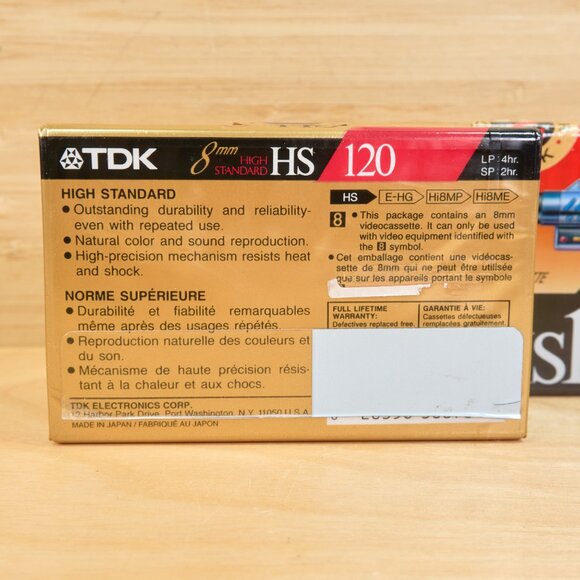 TDK 8mm HIGH STANDARD HS 120 LP:4hr. SP:2hr.
HIGH STANDARD
● Outstanding durability and reliability-
even with repeated use.
● Natural color and sound reproduction.
● High-precision mechanism resists heat
and shock.
NORME SUPÉRIEURE
● Durabilité et fiabilité remarquables
même après des usages répétés.
● Reproduction naturelle des couleurs et
du son.
● Mécanisme de haute précision résis-
tant à la chaleur et aux chocs.
TDK ELECTRONICS CORP.
12 Harbor Park Drive, Port Washington, N.Y. 11050 U.S.A.
MADE IN JAPAN / FABRIQUÉ AU JAPON
HS E-HG Hi8MP Hi8ME
8 ● This package contains an 8mm
videocassette. It can only be used
with video equipment identified with
the 8 symbol.
● Cet emballage contient une vidéocas-
sette de 8mm qui ne peut être utilisée
que sur les appareils portant le symbole
FULL LIFETIME
WARRANTY:
Defectives replaced free.
GARANTIE À VIE:
Cassettes défectueuses
remplacées gratuitement.